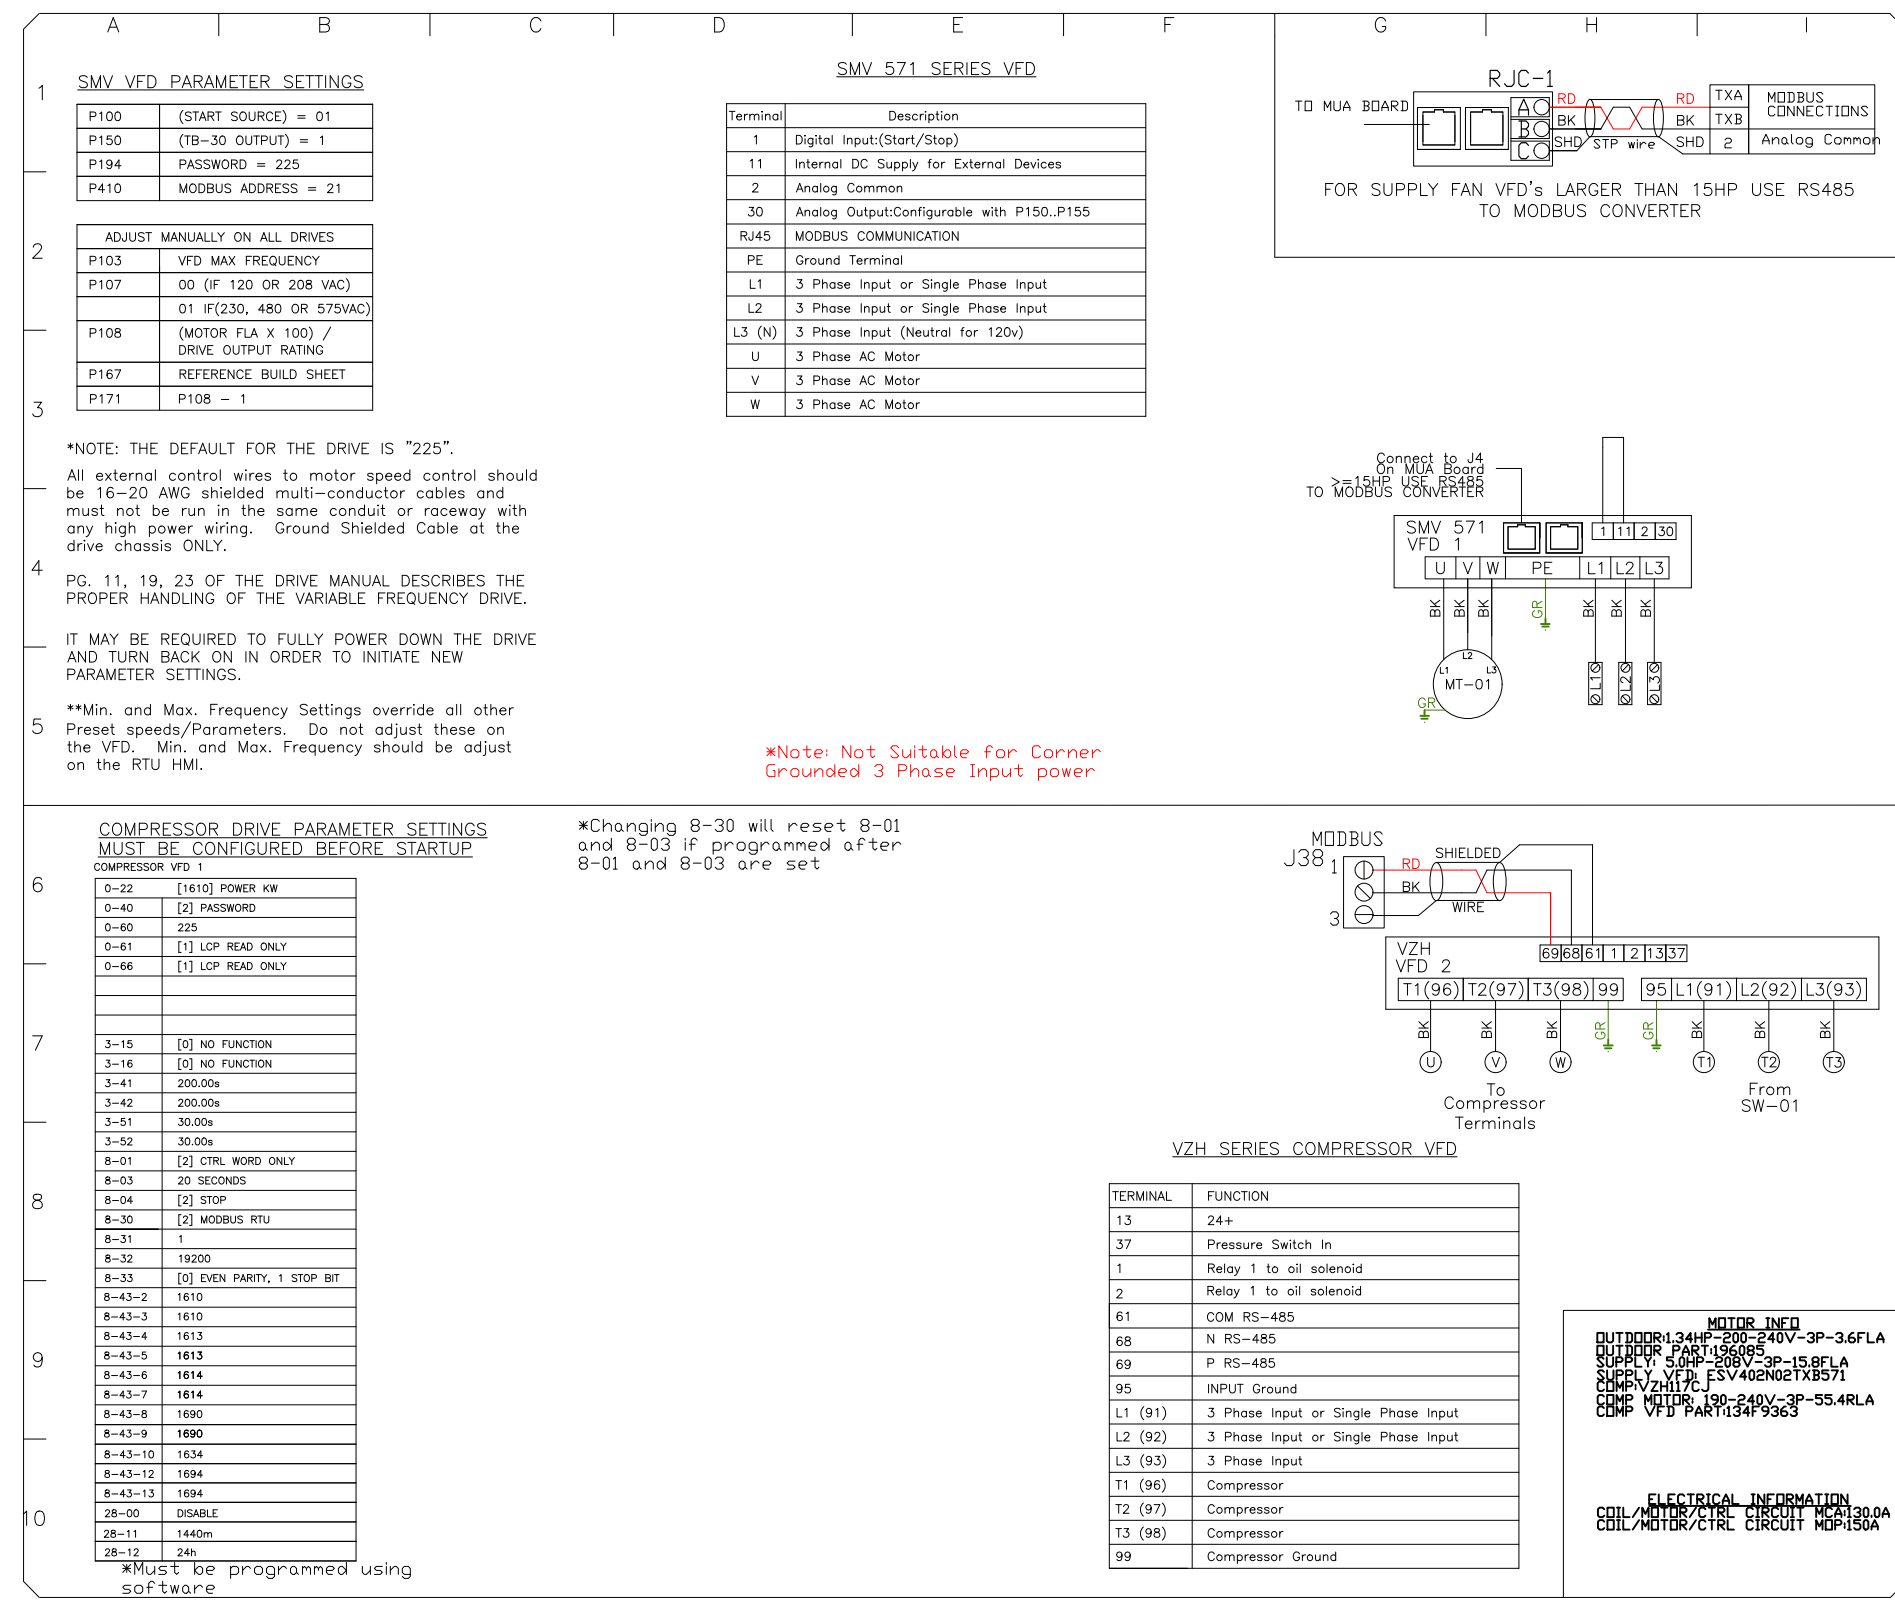 A B C D E F G H I
1
2
3
4
5
6
7
8
9
10
SMV VFD PARAMETER SETTINGS
P100 (START SOURCE) = 01
P150 (TB-30 OUTPUT) = 1
P194 PASSWORD = 225
P410 MODBUS ADDRESS = 21
ADJUST MANUALLY ON ALL DRIVES
P103 VFD MAX FREQUENCY
P107 00 (IF 120 OR 208 VAC)
01 IF(230, 480 OR 575VAC)
P108 (MOTOR FLA X 100) /
DRIVE OUTPUT RATING
P167 REFERENCE BUILD SHEET
P171 P108 - 1
*NOTE: THE DEFAULT FOR THE DRIVE IS "225".
All external control wires to motor speed control should
be 16-20 AWG shielded multi-conductor cables and
must not be run in the same conduit or raceway with
any high power wiring. Ground Shielded Cable at the
drive chassis ONLY.
PG. 11, 19, 23 OF THE DRIVE MANUAL DESCRIBES THE
PROPER HANDLING OF THE VARIABLE FREQUENCY DRIVE.
IT MAY BE REQUIRED TO FULLY POWER DOWN THE DRIVE
AND TURN BACK ON IN ORDER TO INITIATE NEW
PARAMETER SETTINGS.
**Min. and Max. Frequency Settings override all other
Preset speeds/Parameters. Do not adjust these on
the VFD. Min. and Max. Frequency should be adjust
on the RTU HMI.
SMV 571 SERIES VFD
Terminal Description
1 Digital Input:(Start/Stop)
11 Internal DC Supply for External Devices
2 Analog Common
30 Analog Output:Configurable with P150..P155
RJ45 MODBUS COMMUNICATION
PE Ground Terminal
L1 3 Phase Input or Single Phase Input
L2 3 Phase Input or Single Phase Input
L3 (N) 3 Phase Input (Neutral for 120v)
U 3 Phase AC Motor
V 3 Phase AC Motor
W 3 Phase AC Motor
*Note: Not Suitable for Corner
Grounded 3 Phase Input power
RJC-1
TO MUA BOARD
A RD RD TXA MODBUS
CONNECTIONS
B BK BK TXB
C SHD STP wire SHD 2 Analog Common
FOR SUPPLY FAN VFD's LARGER THAN 15HP USE RS485
TO MODBUS CONVERTER
Connect to J4
On MUA Board
>=15HP USE RS485
TO MODBUS CONVERTER
SMV 571
VFD 1
1 11 2 30
U V W PE L1 L2 L3
BK BK BK GR BK BK BK
L1 L2 L3
MT-01
GR
L1 L2 L3
COMPRESSOR DRIVE PARAMETER SETTINGS
MUST BE CONFIGURED BEFORE STARTUP
COMPRESSOR VFD 1
0-22 [1610] POWER KW
0-40 [2] PASSWORD
0-60 225
0-61 [1] LCP READ ONLY
0-66 [1] LCP READ ONLY
3-15 [0] NO FUNCTION
3-16 [0] NO FUNCTION
3-41 200.00s
3-42 200.00s
3-51 30.00s
3-52 30.00s
8-01 [2] CTRL WORD ONLY
8-03 20 SECONDS
8-04 [2] STOP
8-30 [2] MODBUS RTU
8-31 1
8-32 19200
8-33 [0] EVEN PARITY, 1 STOP BIT
8-43-2 1610
8-43-3 1610
8-43-4 1613
8-43-5 1613
8-43-6 1614
8-43-7 1614
8-43-8 1690
8-43-9 1690
8-43-10 1634
8-43-12 1694
8-43-13 1694
28-00 DISABLE
28-11 1440m
28-12 24h
*Must be programmed using
software
*Changing 8-30 will reset 8-01
and 8-03 if programmed after
8-01 and 8-03 are set
MODBUS
J38
1
3
RD
BK
SHIELDED
WIRE
VZH
VFD 2
69 68 61 1 2 13 37
T1(96) T2(97) T3(98) 99 95 L1(91) L2(92) L3(93)
BK BK BK GR GR BK BK BK
U V W T1 T2 T3
To
Compressor
Terminals
From
SW-01
VZH SERIES COMPRESSOR VFD
TERMINAL FUNCTION
13 24+
37 Pressure Switch In
1 Relay 1 to oil solenoid
2 Relay 1 to oil solenoid
61 COM RS-485
68 N RS-485
69 P RS-485
95 INPUT Ground
L1 (91) 3 Phase Input or Single Phase Input
L2 (92) 3 Phase Input or Single Phase Input
L3 (93) 3 Phase Input
T1 (96) Compressor
T2 (97) Compressor
T3 (98) Compressor
99 Compressor Ground
MOTOR INFO
OUTDOOR:1.34HP-200-240V-3P-3.6FLA
OUTDOOR PART:196085
SUPPLY: 5.0HP-208V-3P-15.8FLA
SUPPLY VFD: ESV402N02TXB571
COMP:VZH117CJ
COMP MOTOR: 190-240V-3P-55.4RLA
COMP VFD PART:134F9363
ELECTRICAL INFORMATION
COIL/MOTOR/CTRL CIRCUIT MCA:130.0A
COIL/MOTOR/CTRL CIRCUIT MOP:150A